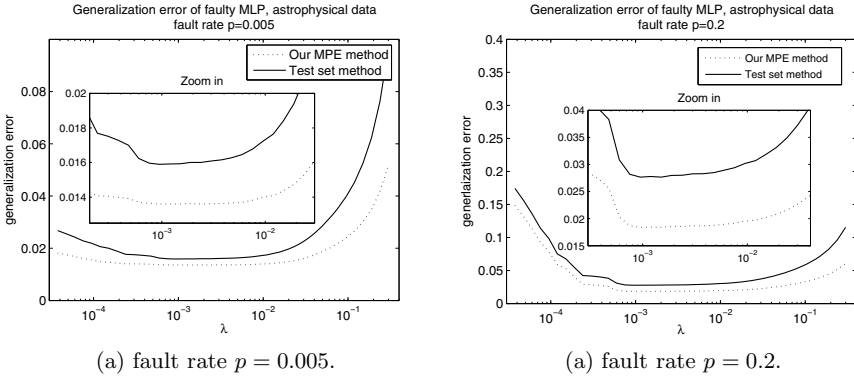 Generalization error of faulty MLP, astrophysical data
fault rate p=0.005
Our MPE method
Test set method
Zoom in
0.02
0.018
0.016
0.014
10⁻³
10⁻²
0.08
0.06
0.04
0.02
0
generalization error
10⁻⁴
10⁻³
10⁻²
10⁻¹
λ
(a) fault rate p = 0.005.
Generalization error of faulty MLP, astrophysical data
fault rate p=0.2
Our MPE method
Test set method
Zoom in
0.04
0.035
0.03
0.025
0.02
0.015
10⁻³
10⁻²
0.4
0.35
0.3
0.25
0.2
0.15
0.1
0.05
0
generlaization error
10⁻⁴
10⁻³
10⁻²
10⁻¹
λ
(a) fault rate p = 0.2.